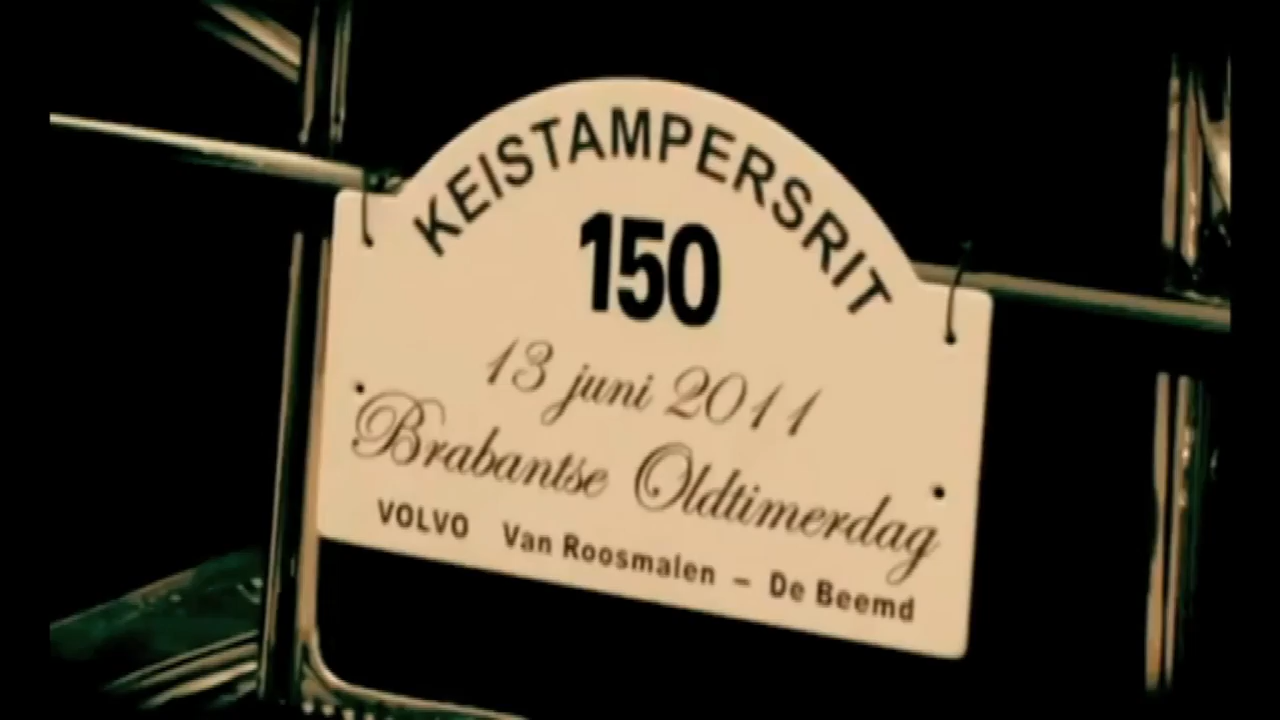 KEISTAMPERSRIT
150
13 juni 2011
Brabantse Oldtimerdag
VOLVO Van Roosmalen – De Beemd